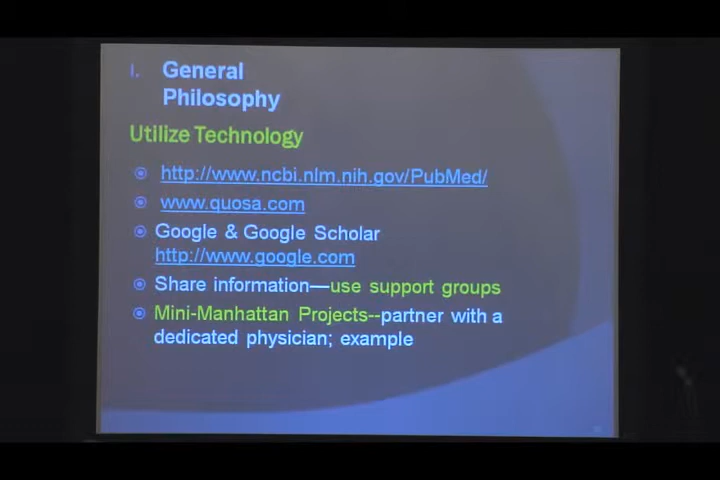 I. General
Philosophy
Utilize Technology
http://www.ncbi.nlm.nih.gov/PubMed/
www.quosa.com
Google & Google Scholar
http://www.google.com
Share information—use support groups
Mini-Manhattan Projects--partner with a
dedicated physician; example